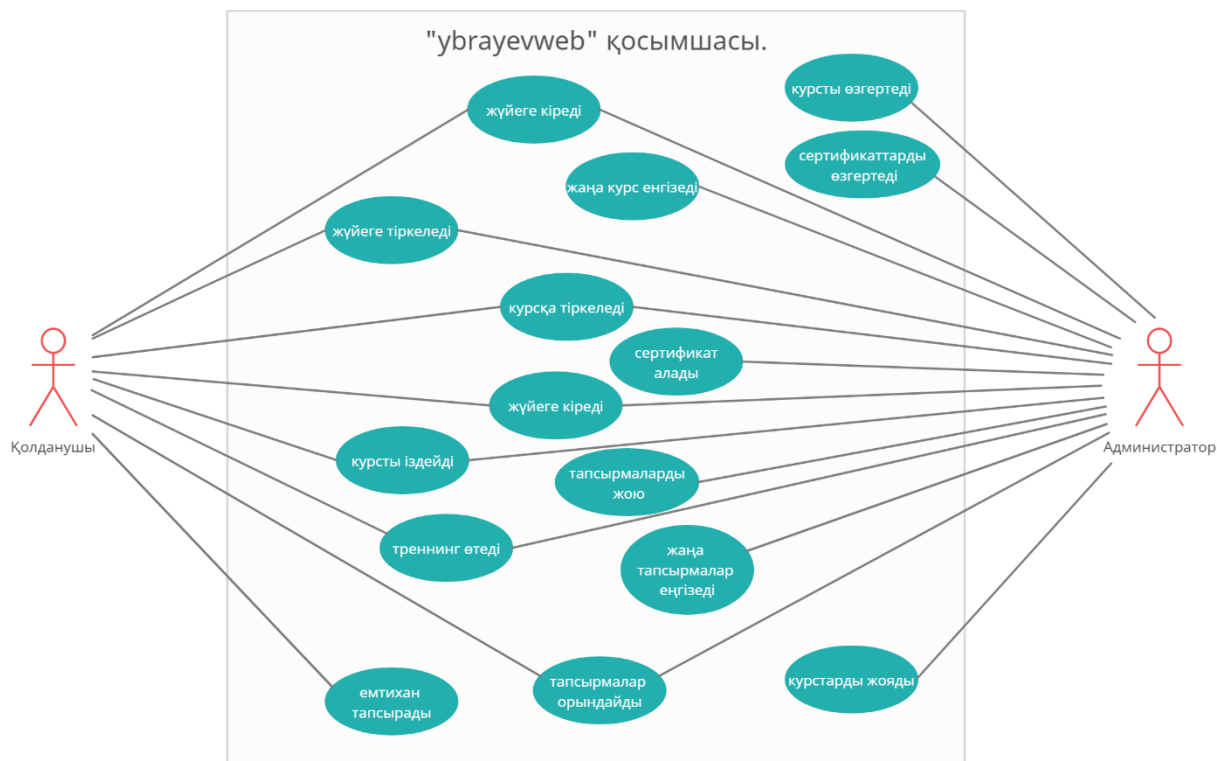 "ybrayevweb" қосымшасы.
курсты өзгертеді
жүйеге кіреді
сертификаттарды
өзгертеді
жаңа курс енгізеді
жүйеге тіркеледі
курсқа тіркеледі
сертификат
алады
жүйеге кіреді
Қолданушы
Администратор
курсты іздейді
тапсырмаларды
жою
треннинг өтеді
жаңа
тапсырмалар
еңгізеді
курстарды жояды
тапсырмалар
орындайды
емтихан
тапсырады